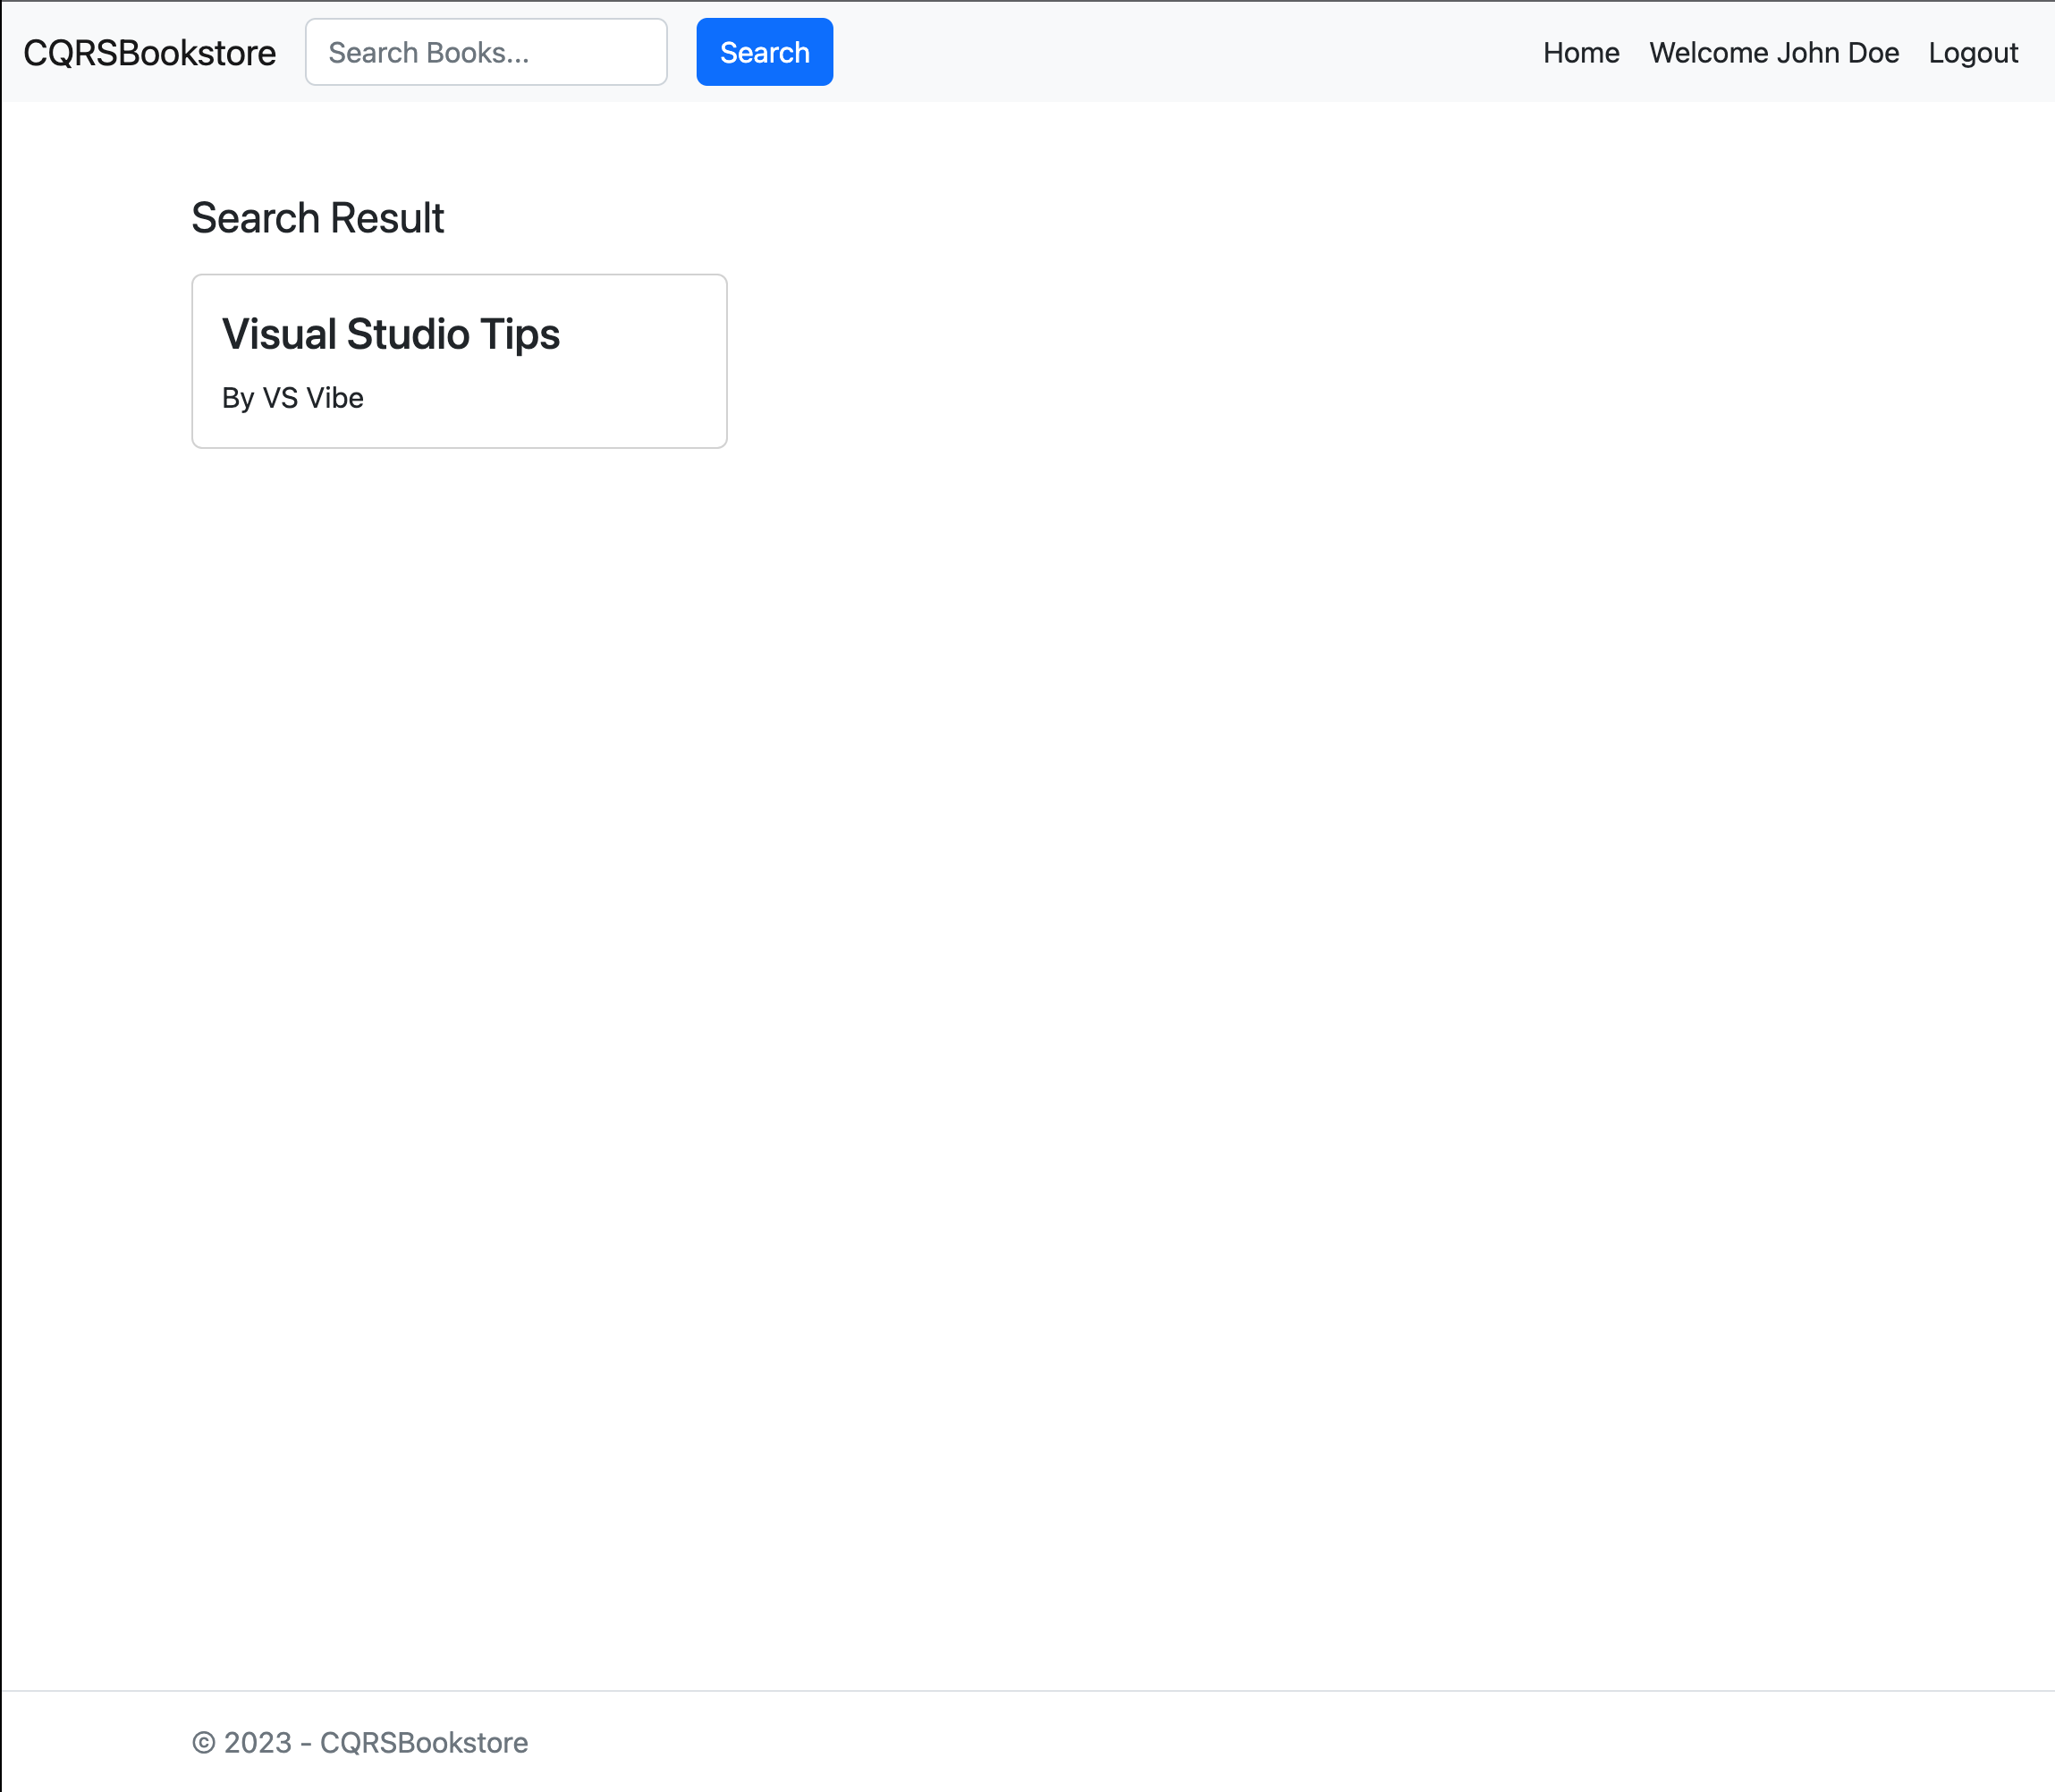 CQRSBookstore Search Books... Search Home Welcome John Doe Logout
Search Result
Visual Studio Tips
By VS Vibe
© 2023 - CQRSBookstore